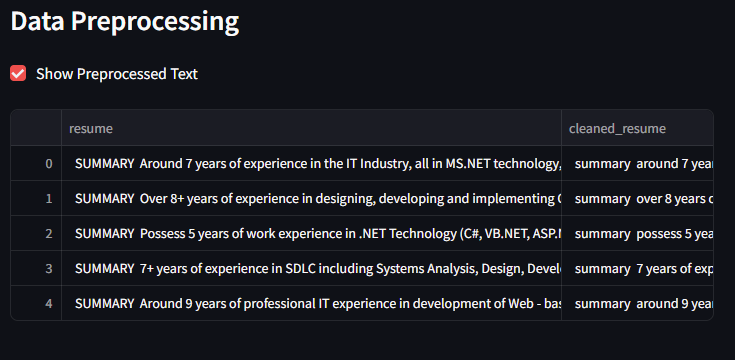 Data Preprocessing
Show Preprocessed Text
resume cleaned_resume
0 SUMMARY Around 7 years of experience in the IT Industry, all in MS.NET technology, summary around 7 year
1 SUMMARY Over 8+ years of experience in designing, developing and implementing summary over 8 years
2 SUMMARY Possess 5 years of work experience in .NET Technology (C#, VB.NET, ASP.N summary possess 5 yea
3 SUMMARY 7+ years of experience in SDLC including Systems Analysis, Design, Devel summary 7 years of exp
4 SUMMARY Around 9 years of professional IT experience in development of Web - bas summary around 9 year